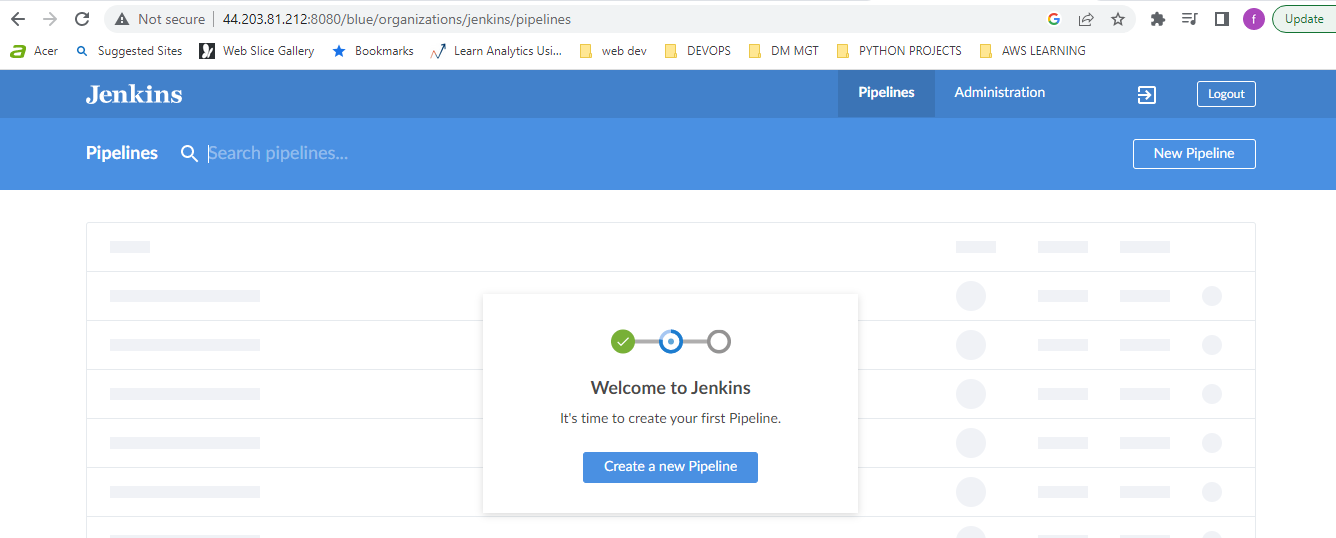 Not secure | 44.203.81.212:8080/blue/organizations/jenkins/pipelines f Update
Acer Suggested Sites Web Slice Gallery Bookmarks Learn Analytics Usi... web dev DEVOPS DM MGT PYTHON PROJECTS AWS LEARNING
Jenkins Pipelines Administration Logout
Pipelines Search pipelines... New Pipeline
Welcome to Jenkins
It's time to create your first Pipeline.
Create a new Pipeline